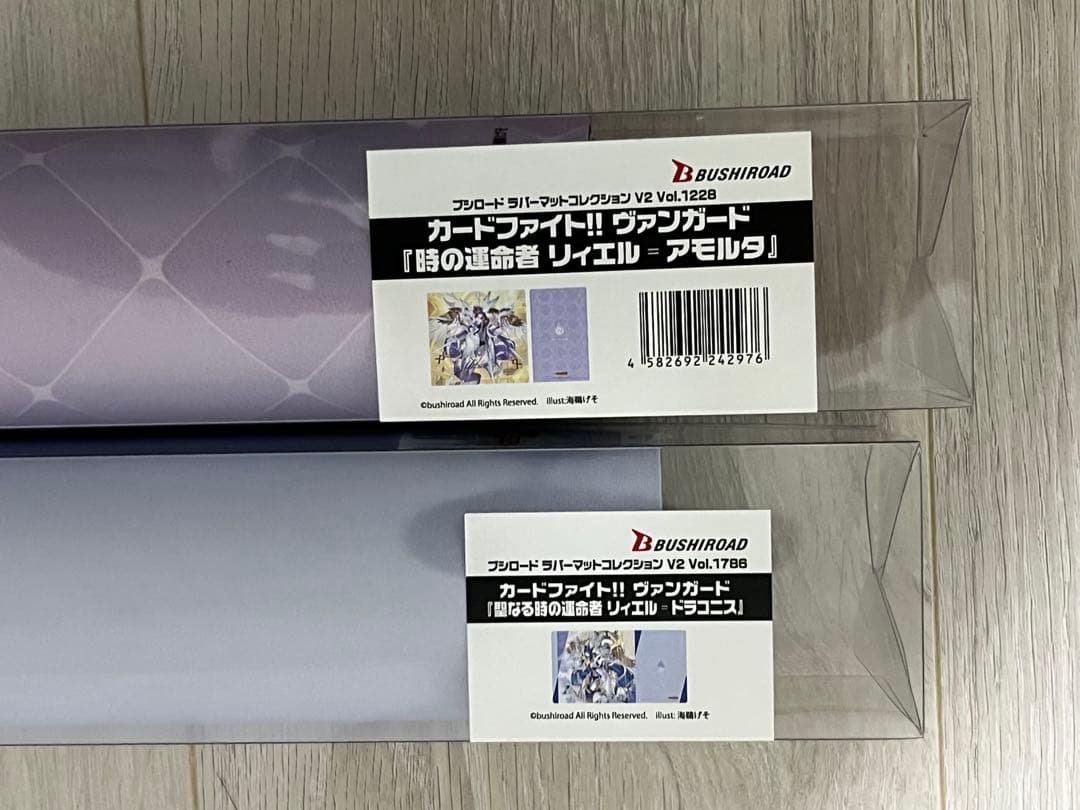 BUSHIROAD
ブシロード ラバーマットコレクション V2 Vol.1228
カードファイト!! ヴァンガード
『時の運命者 リィエル゠アモルタ』
4 582692 242976
©bushiroad All Rights Reserved. illust:海鵜げそ
BUSHIROAD
ブシロード ラバーマットコレクション V2 Vol.1786
カードファイト!! ヴァンガード
『聖なる時の運命者 リィエル゠ドラコニス』
©bushiroad All Rights Reserved. illust: 海鵜げそ